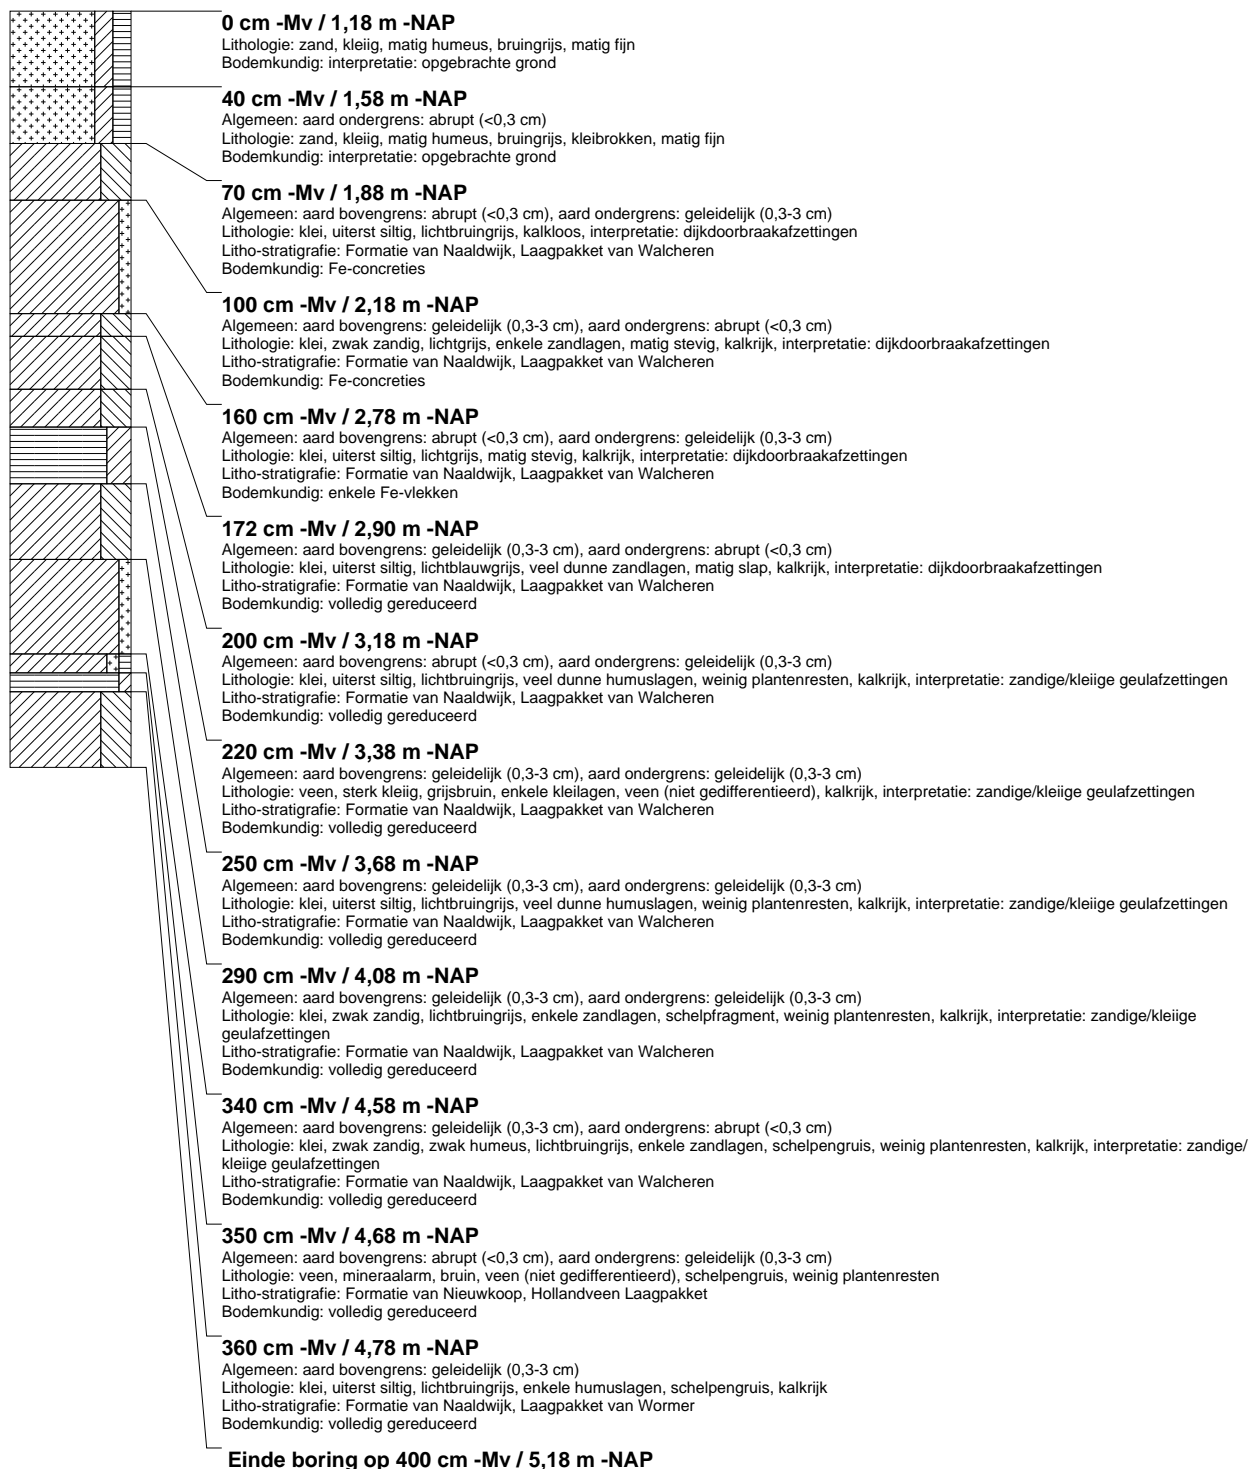 0 cm -Mv / 1,18 m -NAP
Lithologie: zand, kleiig, matig humeus, bruingrijs, matig fijn
Bodemkundig: interpretatie: opgebrachte grond
40 cm -Mv / 1,58 m -NAP
Algemeen: aard ondergrens: abrupt (<0,3 cm)
Lithologie: zand, kleiig, matig humeus, bruingrijs, kleibrokken, matig fijn
Bodemkundig: interpretatie: opgebrachte grond
70 cm -Mv / 1,88 m -NAP
Algemeen: aard bovengrens: abrupt (<0,3 cm), aard ondergrens: geleidelijk (0,3-3 cm)
Lithologie: klei, uiterst siltig, lichtbruingrijs, kalkloos, interpretatie: dijkdoorbraakafzettingen
Litho-stratigrafie: Formatie van Naaldwijk, Laagpakket van Walcheren
Bodemkundig: Fe-concreties
100 cm -Mv / 2,18 m -NAP
Algemeen: aard bovengrens: geleidelijk (0,3-3 cm), aard ondergrens: abrupt (<0,3 cm)
Lithologie: klei, zwak zandig, lichtgrijs, enkele zandlagen, matig stevig, kalkrijk, interpretatie: dijkdoorbraakafzettingen
Litho-stratigrafie: Formatie van Naaldwijk, Laagpakket van Walcheren
Bodemkundig: Fe-concreties
160 cm -Mv / 2,78 m -NAP
Algemeen: aard bovengrens: abrupt (<0,3 cm), aard ondergrens: geleidelijk (0,3-3 cm)
Lithologie: klei, uiterst siltig, lichtgrijs, matig stevig, kalkrijk, interpretatie: dijkdoorbraakafzettingen
Litho-stratigrafie: Formatie van Naaldwijk, Laagpakket van Walcheren
Bodemkundig: enkele Fe-vlekken
172 cm -Mv / 2,90 m -NAP
Algemeen: aard bovengrens: geleidelijk (0,3-3 cm), aard ondergrens: abrupt (<0,3 cm)
Lithologie: klei, uiterst siltig, lichtblauwgrijs, veel dunne zandlagen, matig slap, kalkrijk, interpretatie: dijkdoorbraakafzettingen
Litho-stratigrafie: Formatie van Naaldwijk, Laagpakket van Walcheren
Bodemkundig: volledig gereduceerd
200 cm -Mv / 3,18 m -NAP
Algemeen: aard bovengrens: abrupt (<0,3 cm), aard ondergrens: geleidelijk (0,3-3 cm)
Lithologie: klei, uiterst siltig, lichtbruingrijs, veel dunne humuslagen, weinig plantenresten, kalkrijk, interpretatie: zandige/kleiige geulafzettingen
Litho-stratigrafie: Formatie van Naaldwijk, Laagpakket van Walcheren
Bodemkundig: volledig gereduceerd
220 cm -Mv / 3,38 m -NAP
Algemeen: aard bovengrens: geleidelijk (0,3-3 cm), aard ondergrens: geleidelijk (0,3-3 cm)
Lithologie: veen, sterk kleiig, grijsbruin, enkele kleilagen, veen (niet gedifferentieerd), kalkrijk, interpretatie: zandige/kleiige geulafzettingen
Litho-stratigrafie: Formatie van Naaldwijk, Laagpakket van Walcheren
Bodemkundig: volledig gereduceerd
250 cm -Mv / 3,68 m -NAP
Algemeen: aard bovengrens: geleidelijk (0,3-3 cm), aard ondergrens: geleidelijk (0,3-3 cm)
Lithologie: klei, uiterst siltig, lichtbruingrijs, veel dunne humuslagen, weinig plantenresten, kalkrijk, interpretatie: zandige/kleiige geulafzettingen
Litho-stratigrafie: Formatie van Naaldwijk, Laagpakket van Walcheren
Bodemkundig: volledig gereduceerd
290 cm -Mv / 4,08 m -NAP
Algemeen: aard bovengrens: geleidelijk (0,3-3 cm), aard ondergrens: geleidelijk (0,3-3 cm)
Lithologie: klei, zwak zandig, lichtbruingrijs, enkele zandlagen, schelpfragment, weinig plantenresten, kalkrijk, interpretatie: zandige/kleiige
geulafzettingen
Litho-stratigrafie: Formatie van Naaldwijk, Laagpakket van Walcheren
Bodemkundig: volledig gereduceerd
340 cm -Mv / 4,58 m -NAP
Algemeen: aard bovengrens: geleidelijk (0,3-3 cm), aard ondergrens: abrupt (<0,3 cm)
Lithologie: klei, zwak zandig, zwak humeus, lichtbruingrijs, enkele zandlagen, schelpengruis, weinig plantenresten, kalkrijk, interpretatie: zandige/
kleiige geulafzettingen
Litho-stratigrafie: Formatie van Naaldwijk, Laagpakket van Walcheren
Bodemkundig: volledig gereduceerd
350 cm -Mv / 4,68 m -NAP
Algemeen: aard bovengrens: abrupt (<0,3 cm), aard ondergrens: geleidelijk (0,3-3 cm)
Lithologie: veen, mineraalarm, bruin, veen (niet gedifferentieerd), schelpengruis, weinig plantenresten
Litho-stratigrafie: Formatie van Nieuwkoop, Hollandveen Laagpakket
Bodemkundig: volledig gereduceerd
360 cm -Mv / 4,78 m -NAP
Algemeen: aard bovengrens: geleidelijk (0,3-3 cm)
Lithologie: klei, uiterst siltig, lichtbruingrijs, enkele humuslagen, schelpengruis, kalkrijk
Litho-stratigrafie: Formatie van Naaldwijk, Laagpakket van Wormer
Bodemkundig: volledig gereduceerd
Einde boring op 400 cm -Mv / 5,18 m -NAP